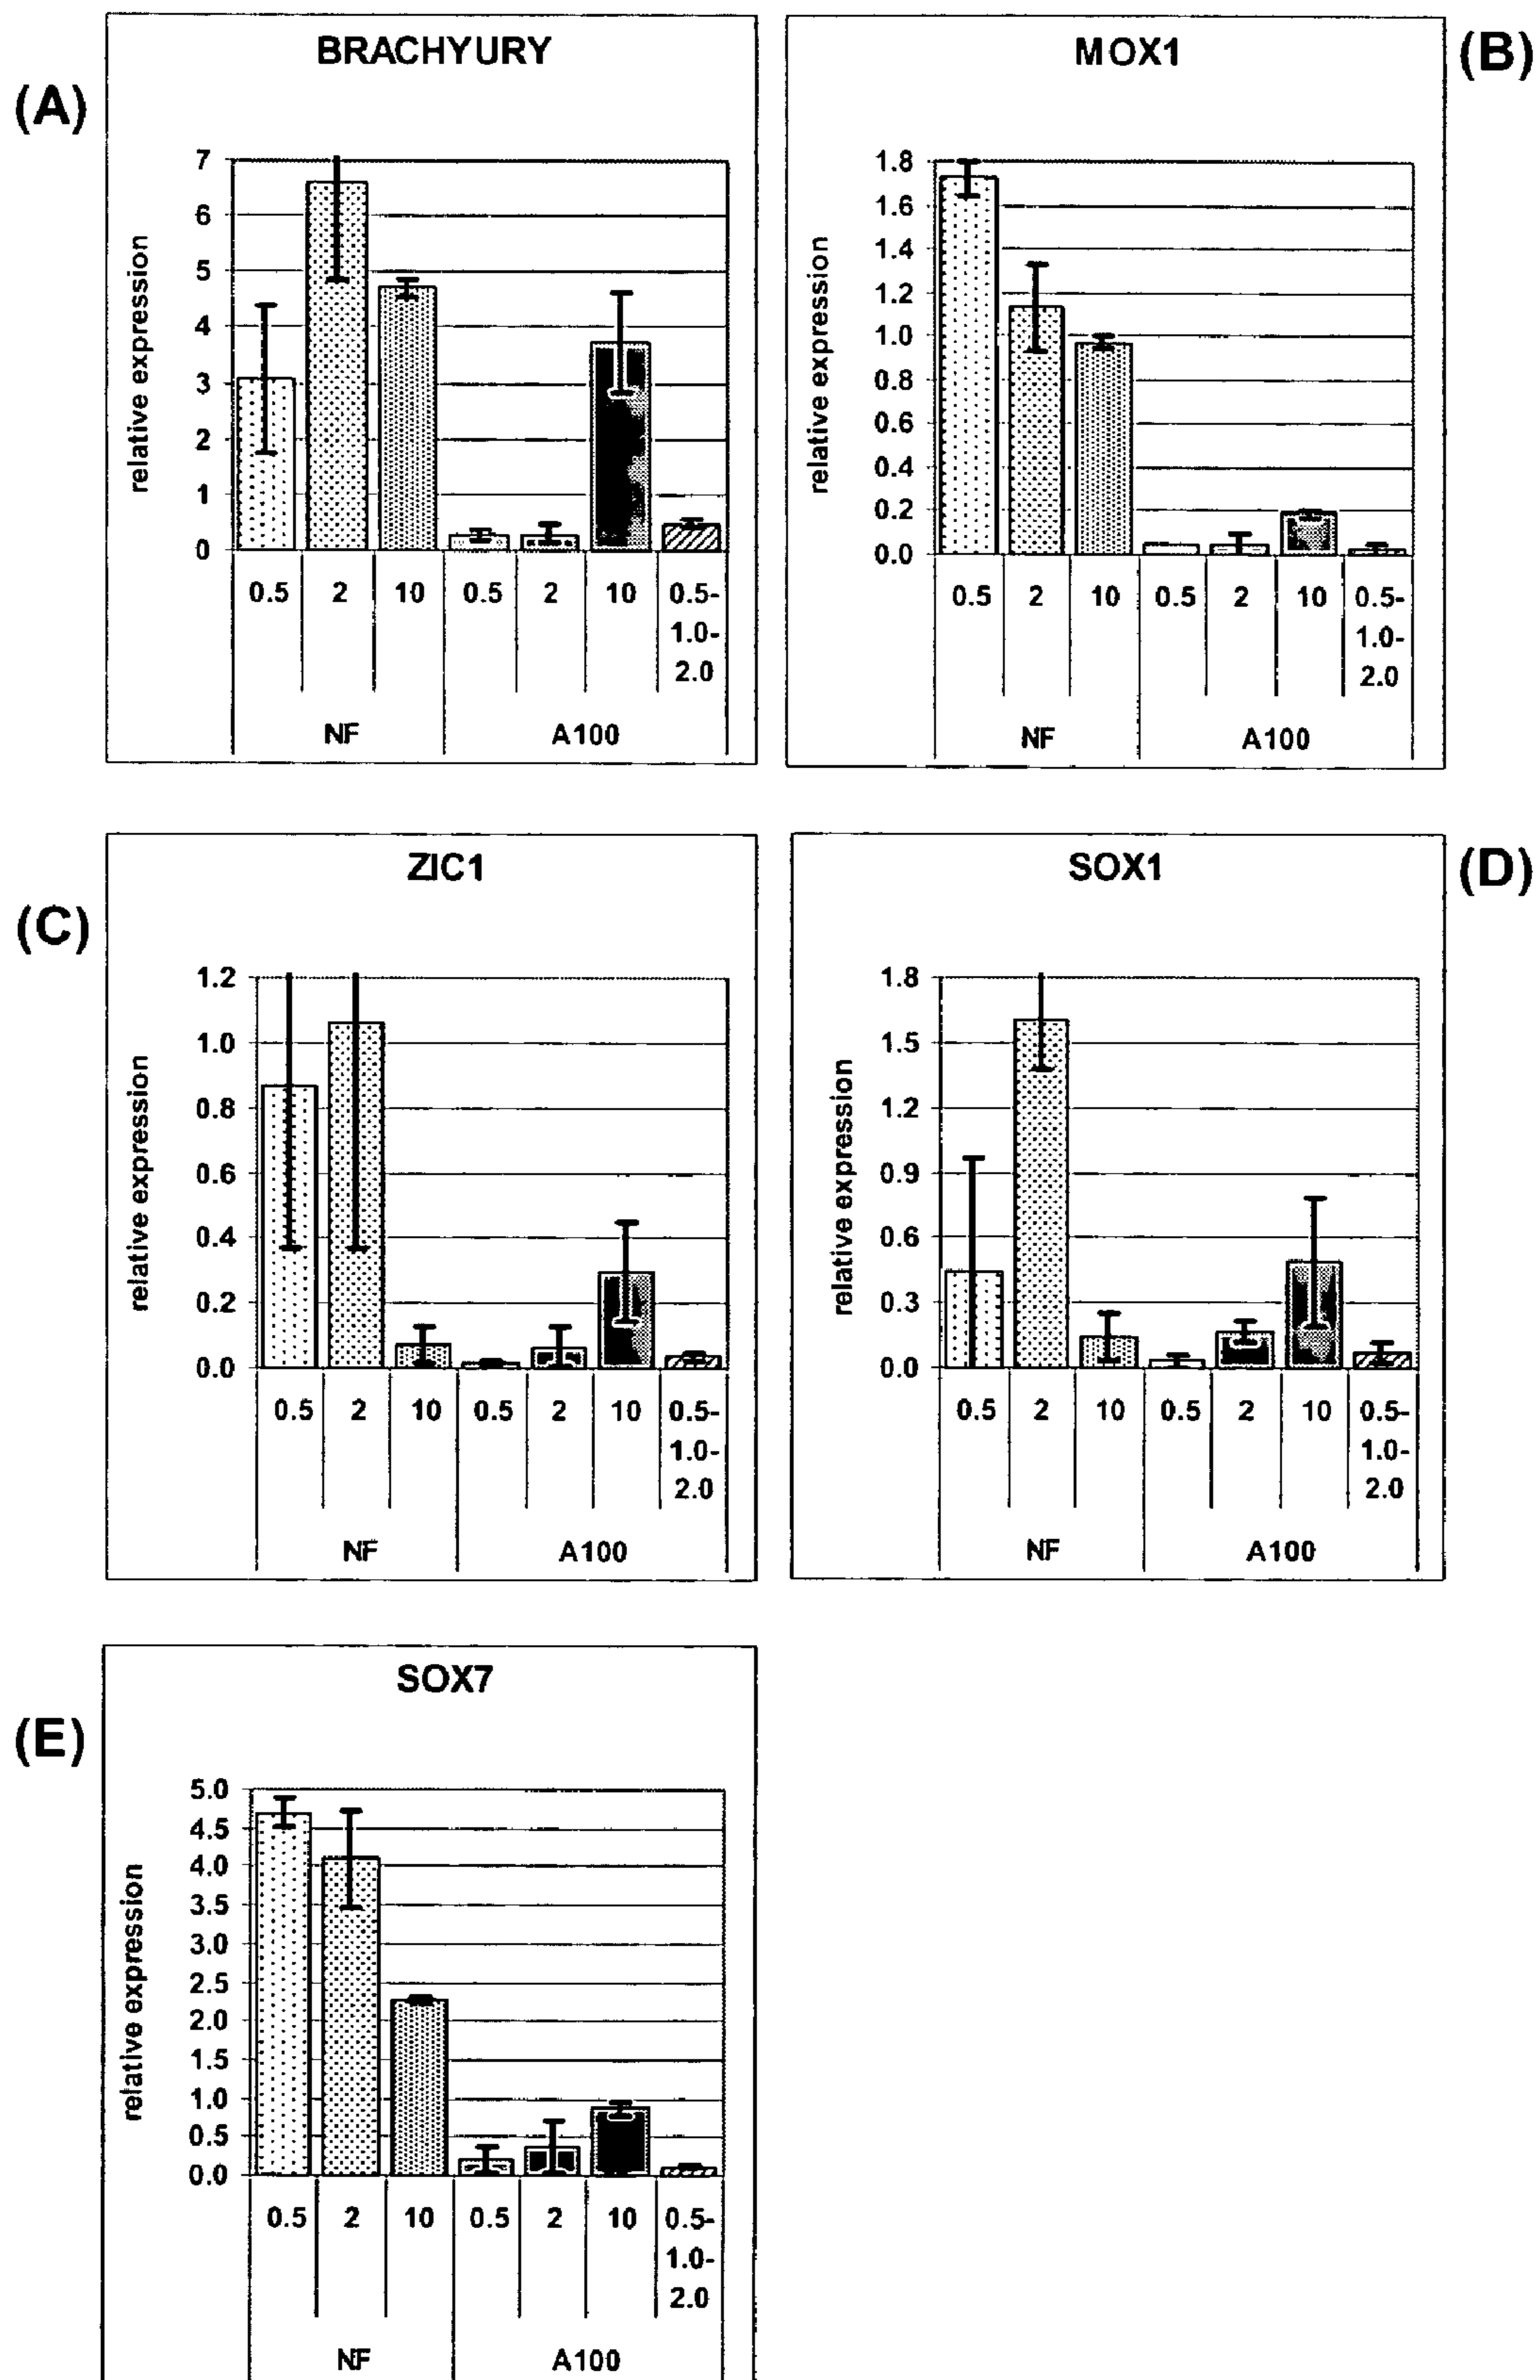 (A)
BRACHYURY
relative expression
7
6
5
4
3
2
1
0
0.5 2 10 0.5 2 10 0.5-
1.0-
2.0
NF A100
(B)
MOX1
relative expression
1.8
1.6
1.4
1.2
1.0
0.8
0.6
0.4
0.2
0.0
0.5 2 10 0.5 2 10 0.5-
1.0-
2.0
NF A100
(C)
ZIC1
relative expression
1.2
1.0
0.8
0.6
0.4
0.2
0.0
0.5 2 10 0.5 2 10 0.5-
1.0-
2.0
NF A100
(D)
SOX1
relative expression
1.8
1.5
1.2
0.9
0.6
0.3
0.0
0.5 2 10 0.5 2 10 0.5-
1.0-
2.0
NF A100
(E)
SOX7
relative expression
5.0
4.5
4.0
3.5
3.0
2.5
2.0
1.5
1.0
0.5
0.0
0.5 2 10 0.5 2 10 0.5-
1.0-
2.0
NF A100